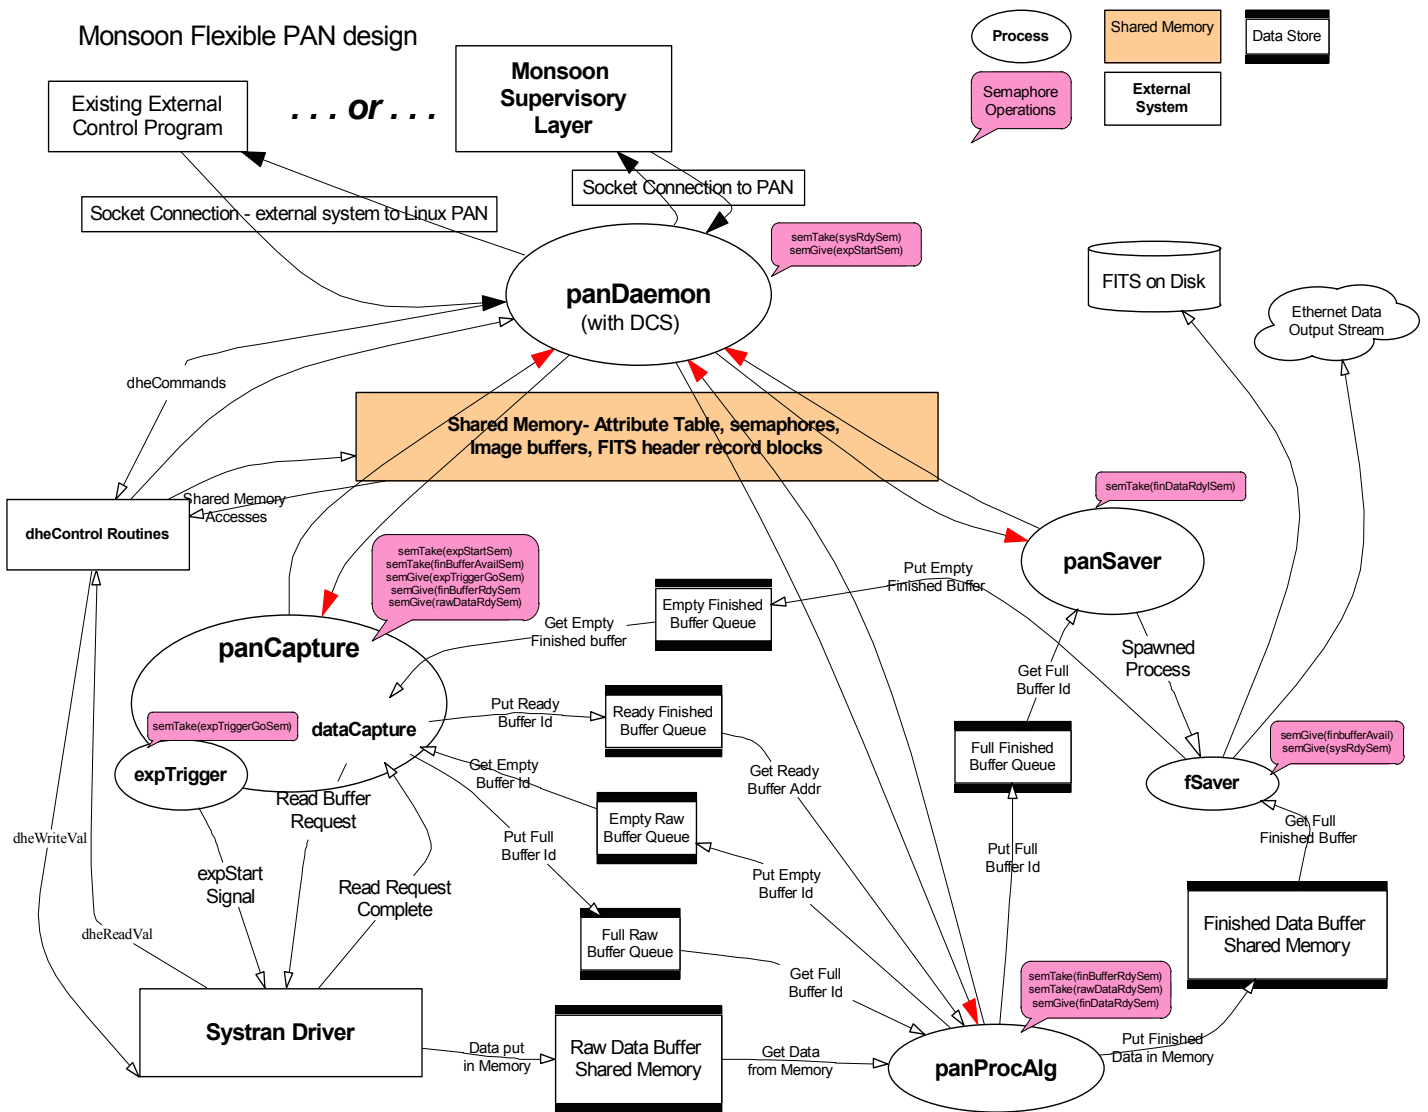 Monsoon Flexible PAN design
Process
Shared Memory
Data Store
Semaphore
Operations
External
System
Existing External
Control Program
. . . or . . .
Monsoon
Supervisory
Layer
Socket Connection to PAN
Socket Connection - external system to Linux PAN
semTake(sysRdySem)
semGive(expStartSem)
panDaemon
(with DCS)
FITS on Disk
Ethernet Data
Output Stream
dheCommands
Shared Memory- Attribute Table, semaphores,
Image buffers, FITS header record blocks
Shared Memory
Accesses
dheControl Routines
semTake(finDataRdylSem)
panSaver
semTake(expStartSem)
semTake(finBufferAvailSem)
semGive(expTriggerGoSem)
semGive(finBufferRdySem
semGive(rawDataRdySem)
Put Empty
Finished Buffer
Empty Finished
Buffer Queue
Get Empty
Finished buffer
panCapture
Spawned
Process
Get Full
Buffer Id
Put Ready
Buffer Id
Ready Finished
Buffer Queue
semTake(expTriggerGoSem)
dataCapture
Full Finished
Buffer Queue
semGive(finbufferAvail)
semGive(sysRdySem)
expTrigger
Get Empty
Buffer Id
Get Ready
Buffer Addr
fSaver
Read Buffer
Request
Empty Raw
Buffer Queue
Get Full
Finished Buffer
dheWriteVal
Put Full
Buffer Id
Put Full
Buffer Id
expStart
Signal
Read Request
Complete
Put Empty
Buffer Id
dheReadVal
Full Raw
Buffer Queue
Finished Data Buffer
Shared Memory
Get Full
Buffer Id
semTake(finBufferRdySem)
semTake(rawDataRdySem)
semGive(finDataRdySem)
Systran Driver
Data put
in Memory
Raw Data Buffer
Shared Memory
Get Data
from Memory
panProcAlg
Put Finished
Data in Memory